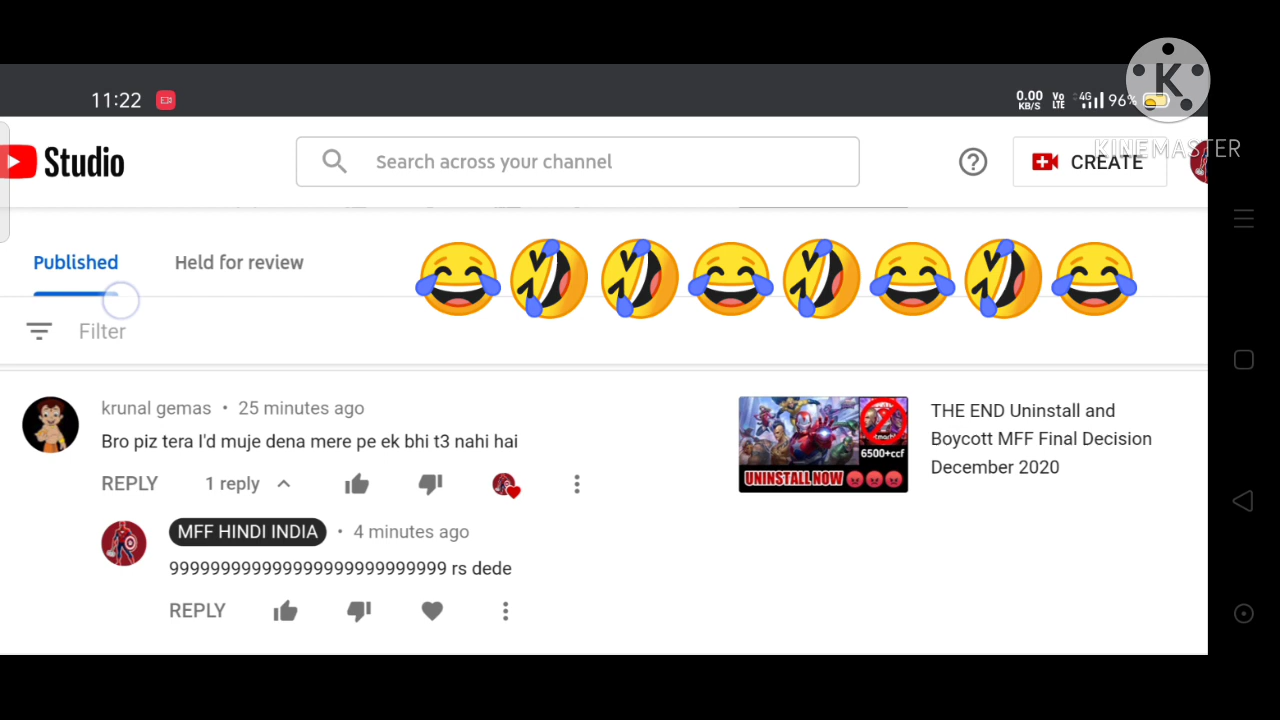 11:22
0.00 KB/S Vo LTE 4G 96%
K
KINEMASTER
Studio
Search across your channel
CREATE
Published
Held for review
Filter
krunal gemas • 25 minutes ago
Bro piz tera I'd muje dena mere pe ek bhi t3 nahi hai
REPLY 1 reply
6500+ccf
UNINSTALL NOW
THE END Uninstall and
Boycott MFF Final Decision
December 2020
MFF HINDI INDIA • 4 minutes ago
999999999999999999999999999 rs dede
REPLY